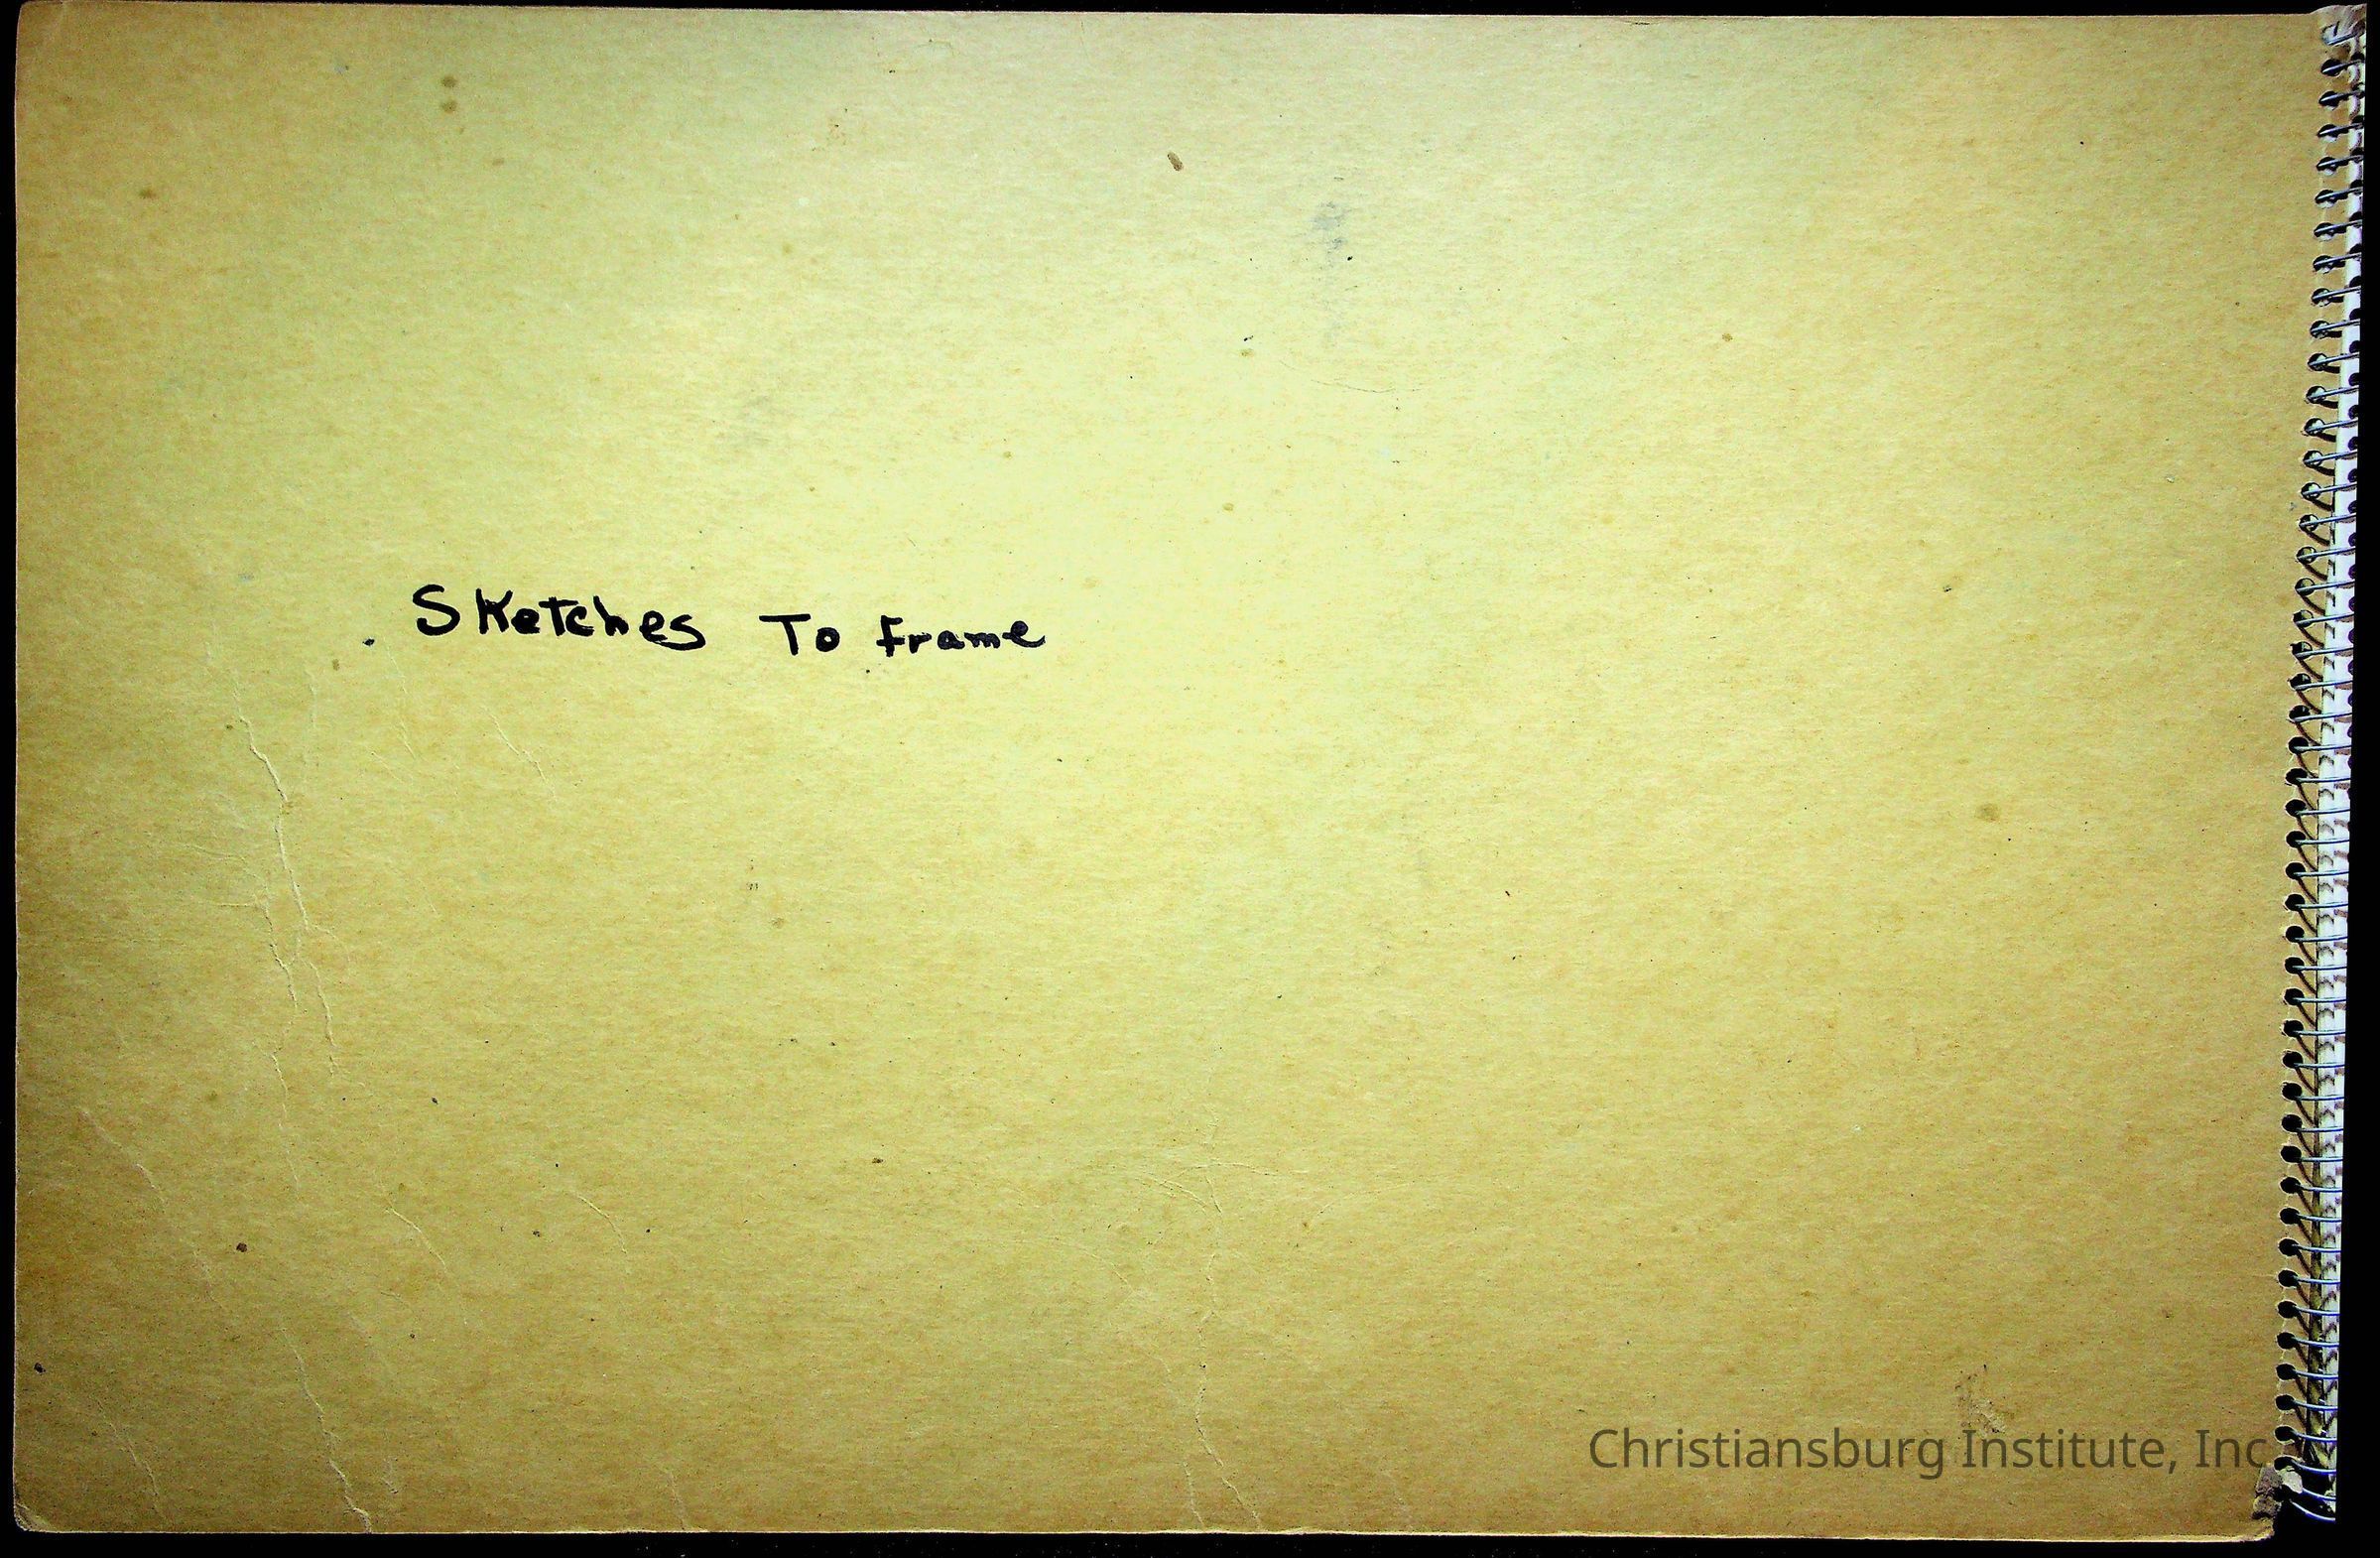 Sketches To frame
Christiansburg Institute, Inc.